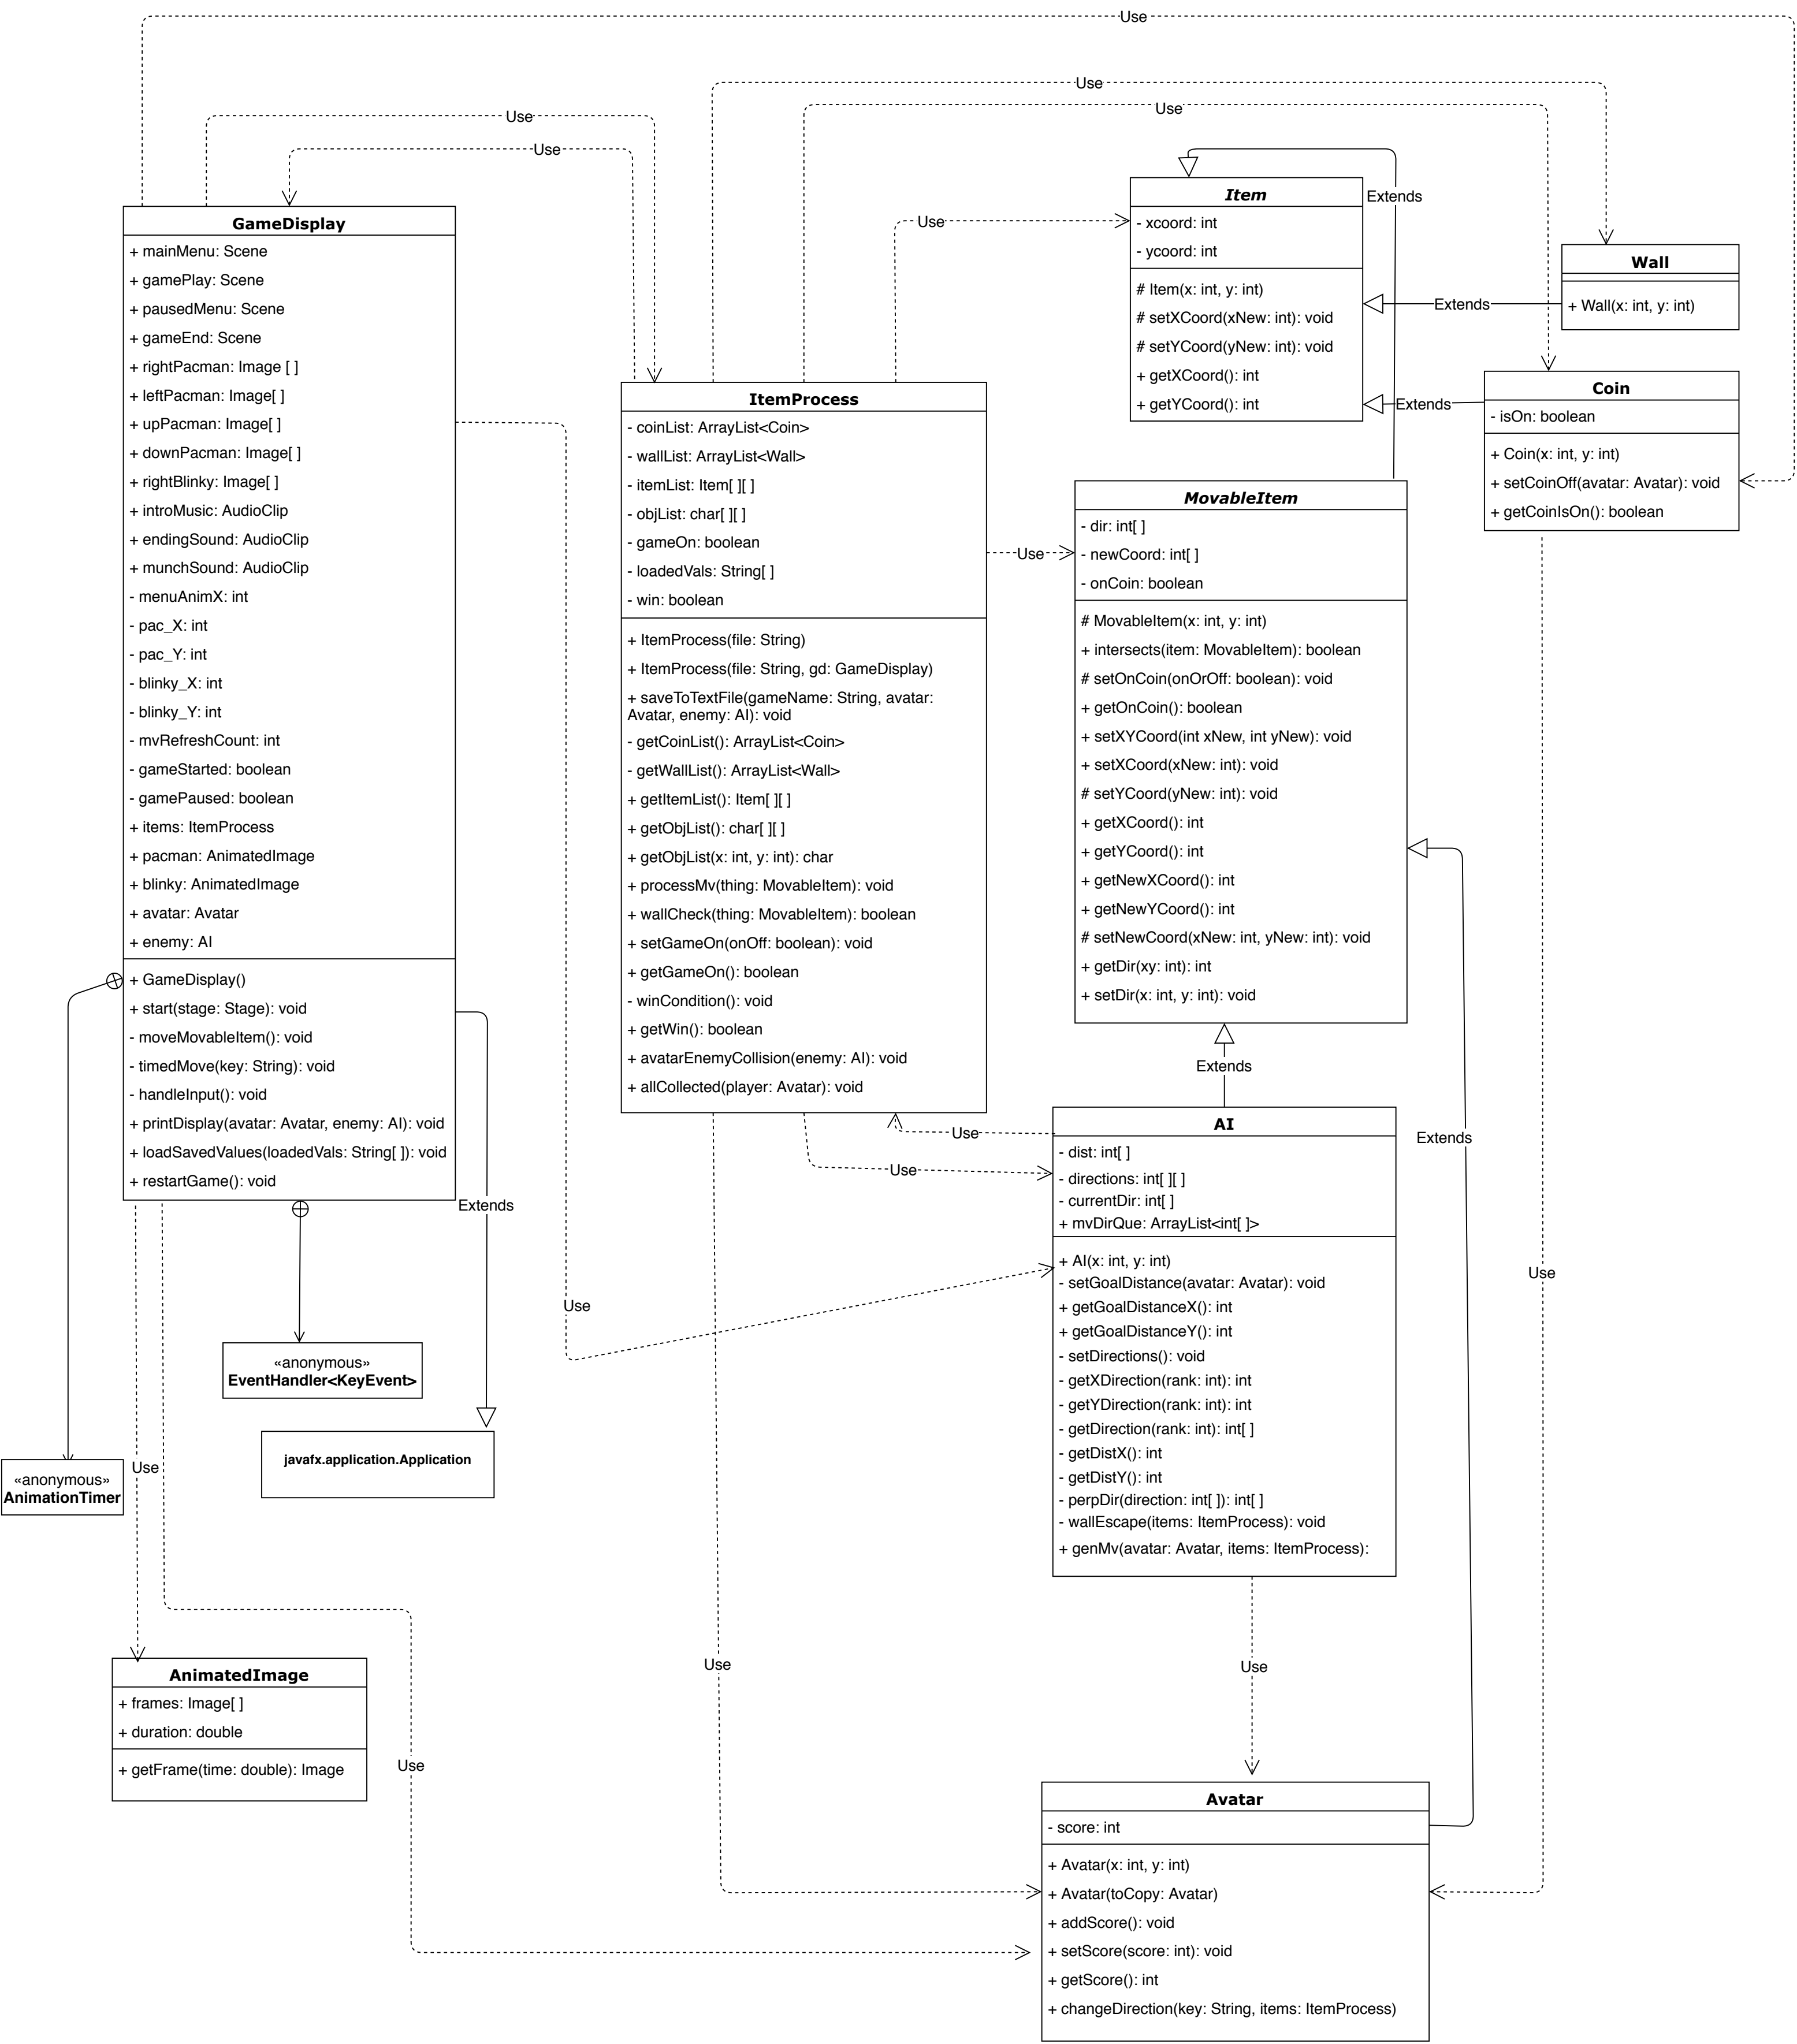 Use
Use
Use
Use
Use
GameDisplay
+ mainMenu: Scene
+ gamePlay: Scene
+ pausedMenu: Scene
+ gameEnd: Scene
+ rightPacman: Image [ ]
+ leftPacman: Image[ ]
+ upPacman: Image[ ]
+ downPacman: Image[ ]
+ rightBlinky: Image[ ]
+ introMusic: AudioClip
+ endingSound: AudioClip
+ munchSound: AudioClip
- menuAnimX: int
- pac_X: int
- pac_Y: int
- blinky_X: int
- blinky_Y: int
- mvRefreshCount: int
- gameStarted: boolean
- gamePaused: boolean
+ items: ItemProcess
+ pacman: AnimatedImage
+ blinky: AnimatedImage
+ avatar: Avatar
+ enemy: AI
+ GameDisplay()
+ start(stage: Stage): void
- moveMovableItem(): void
- timedMove(key: String): void
- handleInput(): void
+ printDisplay(avatar: Avatar, enemy: AI): void
+ loadSavedValues(loadedVals: String[ ]): void
+ restartGame(): void
Use
Item
- xcoord: int
- ycoord: int
# Item(x: int, y: int)
# setXCoord(xNew: int): void
# setYCoord(yNew: int): void
+ getXCoord(): int
+ getYCoord(): int
Extends
Extends
Extends
Wall
+ Wall(x: int, y: int)
Coin
- isOn: boolean
+ Coin(x: int, y: int)
+ setCoinOff(avatar: Avatar): void
+ getCoinIsOn(): boolean
ItemProcess
- coinList: ArrayList<Coin>
- wallList: ArrayList<Wall>
- itemList: Item[ ][ ]
- objList: char[ ][ ]
- gameOn: boolean
- loadedVals: String[ ]
- win: boolean
+ ItemProcess(file: String)
+ ItemProcess(file: String, gd: GameDisplay)
+ saveToTextFile(gameName: String, avatar:
Avatar, enemy: AI): void
- getCoinList(): ArrayList<Coin>
- getWallList(): ArrayList<Wall>
+ getItemList(): Item[ ][ ]
+ getObjList(): char[ ][ ]
+ getObjList(x: int, y: int): char
+ processMv(thing: MovableItem): void
+ wallCheck(thing: MovableItem): boolean
+ setGameOn(onOff: boolean): void
+ getGameOn(): boolean
- winCondition(): void
+ getWin(): boolean
+ avatarEnemyCollision(enemy: AI): void
+ allCollected(player: Avatar): void
Use
MovableItem
- dir: int[ ]
- newCoord: int[ ]
- onCoin: boolean
# MovableItem(x: int, y: int)
+ intersects(item: MovableItem): boolean
# setOnCoin(onOrOff: boolean): void
+ getOnCoin(): boolean
+ setXYCoord(int xNew, int yNew): void
+ setXCoord(xNew: int): void
# setYCoord(yNew: int): void
+ getXCoord(): int
+ getYCoord(): int
+ getNewXCoord(): int
+ getNewYCoord(): int
# setNewCoord(xNew: int, yNew: int): void
+ getDir(xy: int): int
+ setDir(x: int, y: int): void
Extends
Extends
Use
Use
AI
- dist: int[ ]
- directions: int[ ][ ]
- currentDir: int[ ]
+ mvDirQue: ArrayList<int[ ]>
+ AI(x: int, y: int)
- setGoalDistance(avatar: Avatar): void
+ getGoalDistanceX(): int
+ getGoalDistanceY(): int
- setDirections(): void
- getXDirection(rank: int): int
- getYDirection(rank: int): int
- getDirection(rank: int): int[ ]
- getDistX(): int
- getDistY(): int
- perpDir(direction: int[ ]): int[ ]
- wallEscape(items: ItemProcess): void
+ genMv(avatar: Avatar, items: ItemProcess):
Extends
Use
Use
«anonymous»
EventHandler<KeyEvent>
javafx.application.Application
«anonymous»
AnimationTimer
Use
Use
Use
AnimatedImage
+ frames: Image[ ]
+ duration: double
+ getFrame(time: double): Image
Use
Avatar
- score: int
+ Avatar(x: int, y: int)
+ Avatar(toCopy: Avatar)
+ addScore(): void
+ setScore(score: int): void
+ getScore(): int
+ changeDirection(key: String, items: ItemProcess)